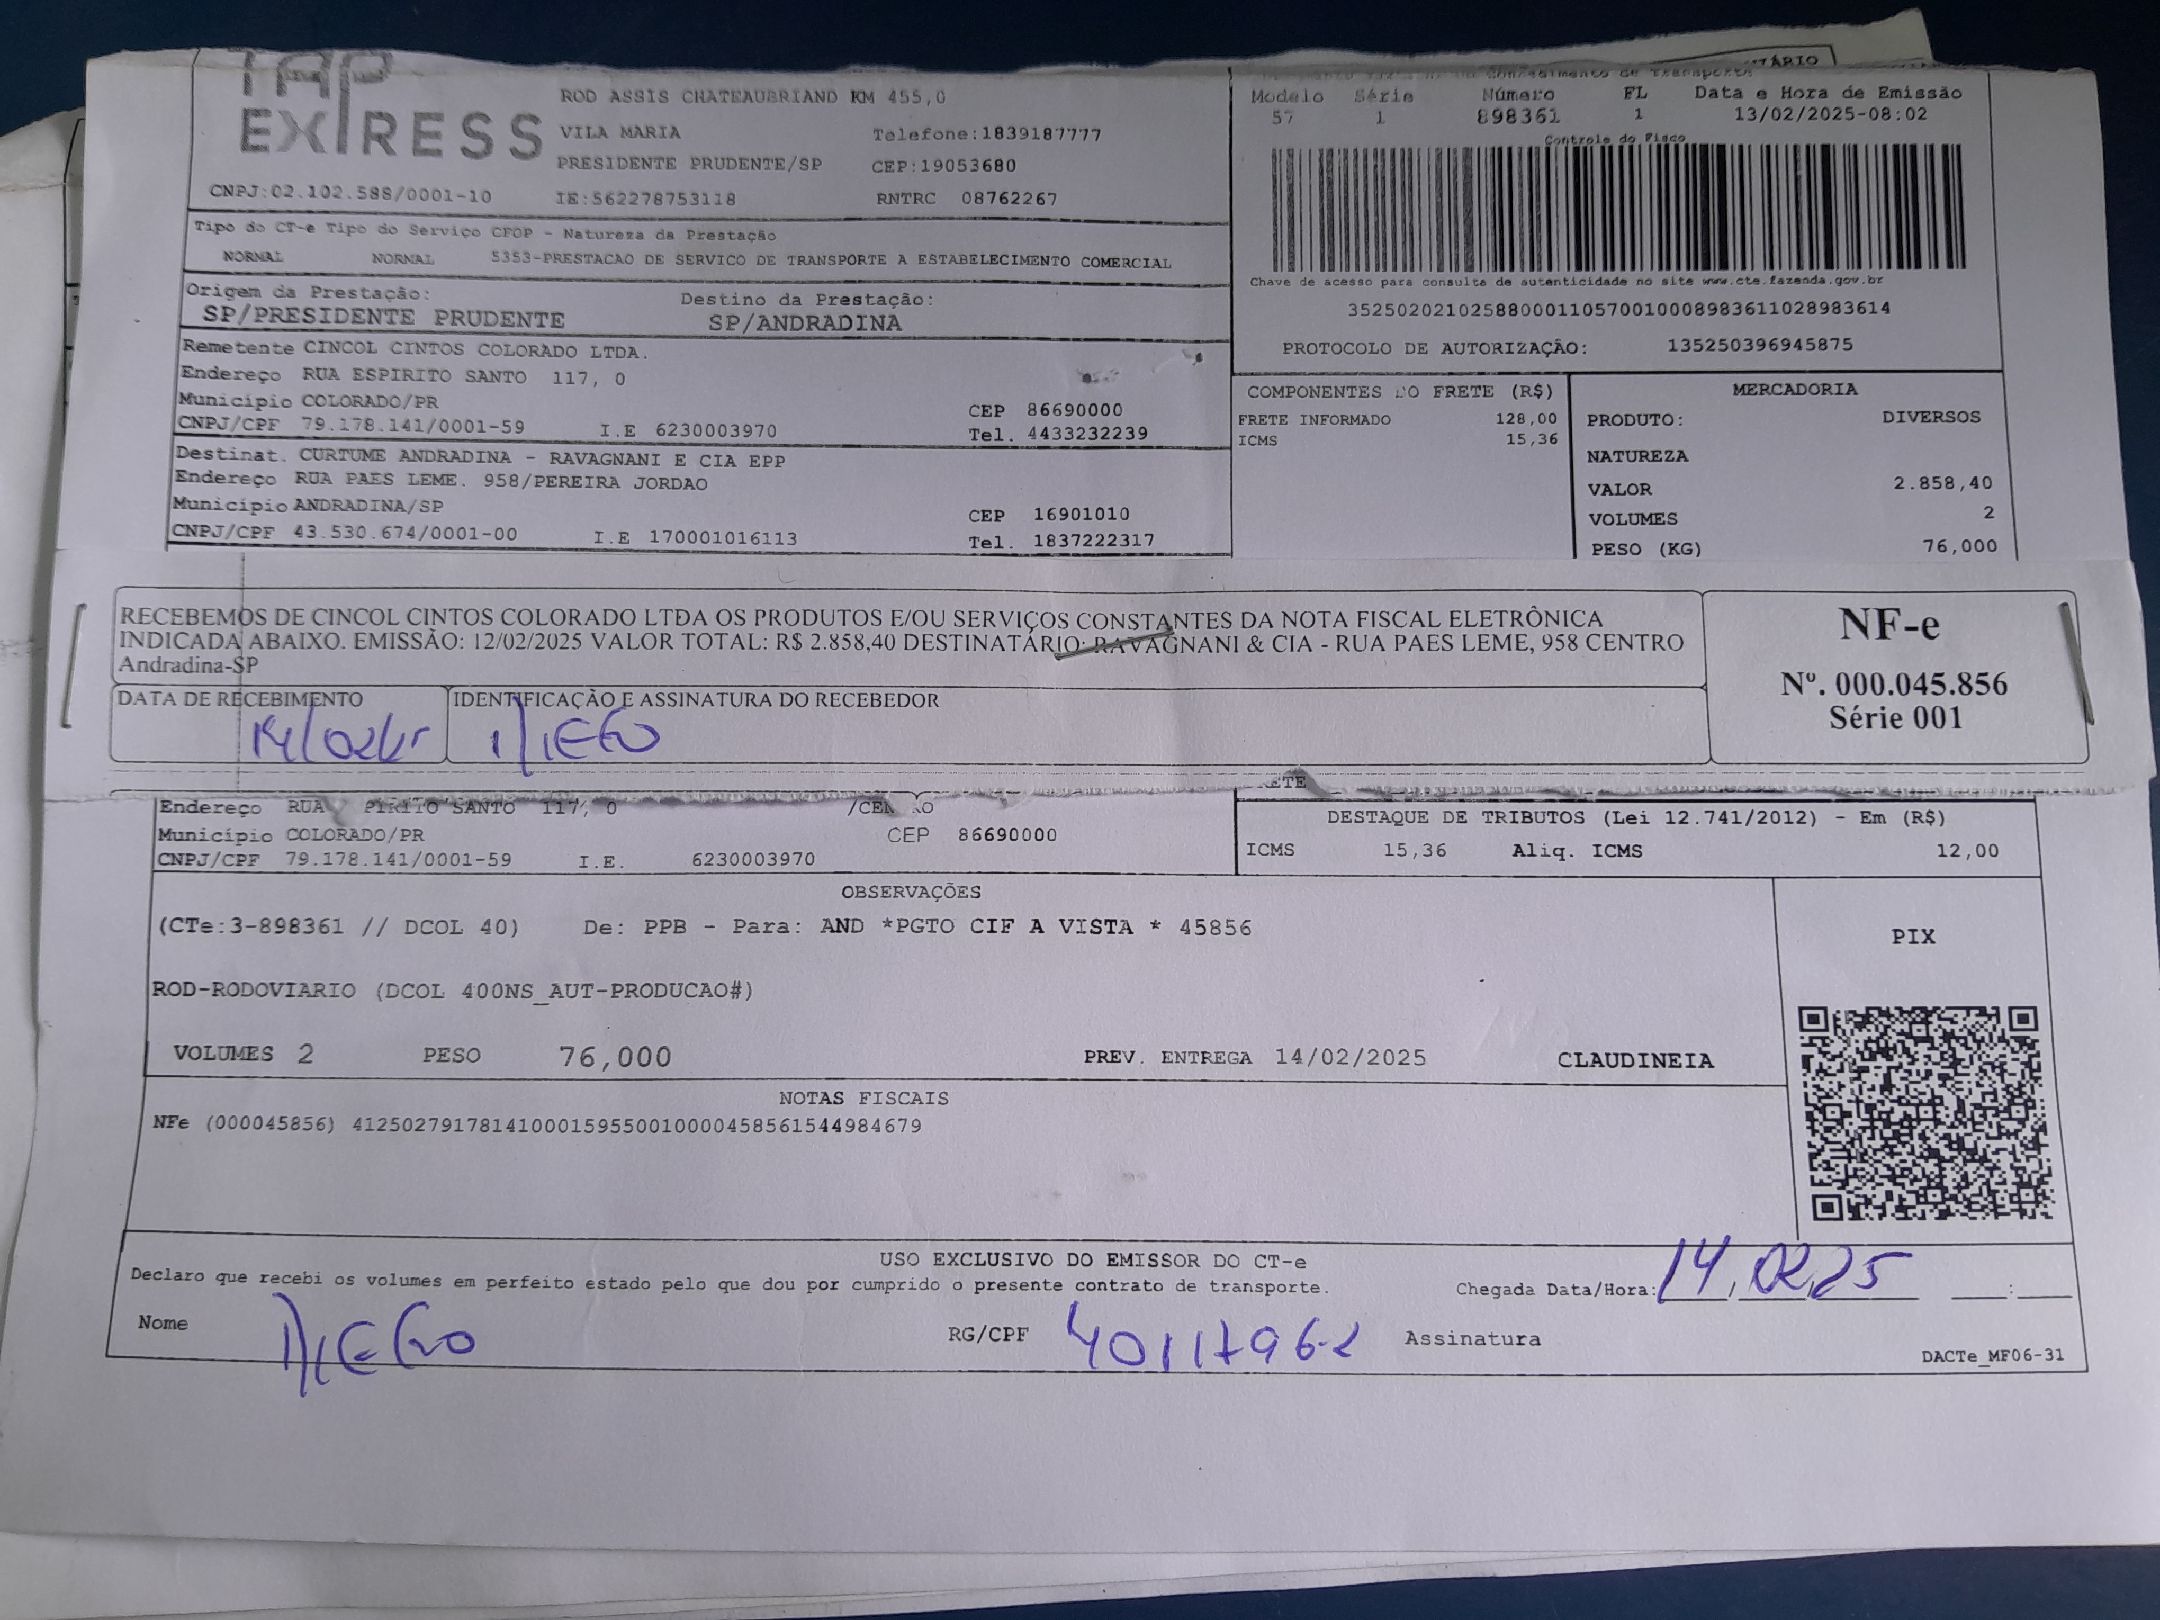 TAP
EXPRESS
ROD ASSIS CHATEAUBRIAND KM 455,0
VILA MARIA
Telefone:1839187777
PRESIDENTE PRUDENTE/SP
CEP:19053680
CNPJ:02.102.588/0001-10
IE:562278753118
RNTRC 08762267
Modelo Série Número FL Data e Hora de Emissão
57 1 898361 1 13/02/2025-08:02
Controle do Fisco
Chave de acesso para consulta de autenticidade no site www.cte.fazenda.gov.br
35250202102588000110570010008983611028983614
PROTOCOLO DE AUTORIZAÇÃO: 135250396945875
Tipo do CT-e Tipo do Serviço CFOP - Natureza da Prestação
NORMAL NORMAL 5353-PRESTACAO DE SERVICO DE TRANSPORTE A ESTABELECIMENTO COMERCIAL
Origem da Prestação: Destino da Prestação:
SP/PRESIDENTE PRUDENTE SP/ANDRADINA
Remetente CINCOL CINTOS COLORADO LTDA.
Endereço RUA ESPIRITO SANTO 117, 0
Município COLORADO/PR CEP 86690000
CNPJ/CPF 79.178.141/0001-59 I.E 6230003970 Tel. 4433232239
Destinat. CURTUME ANDRADINA - RAVAGNANI E CIA EPP
Endereço RUA PAES LEME. 958/PEREIRA JORDAO
Município ANDRADINA/SP CEP 16901010
CNPJ/CPF 43.530.674/0001-00 I.E 170001016113 Tel. 1837222317
COMPONENTES DO FRETE (R$)
FRETE INFORMADO 128,00
ICMS 15,36
MERCADORIA
PRODUTO: DIVERSOS
NATUREZA
VALOR 2.858,40
VOLUMES 2
PESO (KG) 76,000
RECEBEMOS DE CINCOL CINTOS COLORADO LTDA OS PRODUTOS E/OU SERVIÇOS CONSTANTES DA NOTA FISCAL ELETRÔNICA
INDICADA ABAIXO. EMISSÃO: 12/02/2025 VALOR TOTAL: R$ 2.858,40 DESTINATÁRIO: RAVAGNANI & CIA - RUA PAES LEME, 958 CENTRO
Andradina-SP
DATA DE RECEBIMENTO IDENTIFICAÇÃO E ASSINATURA DO RECEBEDOR
14/02/25 DIEGO
NF-e
Nº. 000.045.856
Série 001
Endereço RUA PIRITO SANTO 117, 0
Município COLORADO/PR CEP 86690000
CNPJ/CPF 79.178.141/0001-59 I.E. 6230003970
DESTAQUE DE TRIBUTOS (Lei 12.741/2012) - Em (R$)
ICMS 15,36 Aliq. ICMS 12,00
OBSERVAÇÕES
(CTe:3-898361 // DCOL 40) De: PPB - Para: AND *PGTO CIF A VISTA * 45856
ROD-RODOVIARIO (DCOL 400NS_AUT-PRODUCAO#)
VOLUMES 2 PESO 76,000 PREV. ENTREGA 14/02/2025 CLAUDINEIA
PIX
NOTAS FISCAIS
NFe (000045856) 41250279178141000159550010000458561544984679
USO EXCLUSIVO DO EMISSOR DO CT-e
Declaro que recebi os volumes em perfeito estado pelo que dou por cumprido o presente contrato de transporte.
Chegada Data/Hora: 14/02/25
Nome DIEGO RG/CPF 40117962 Assinatura
DACTe_MF06-31